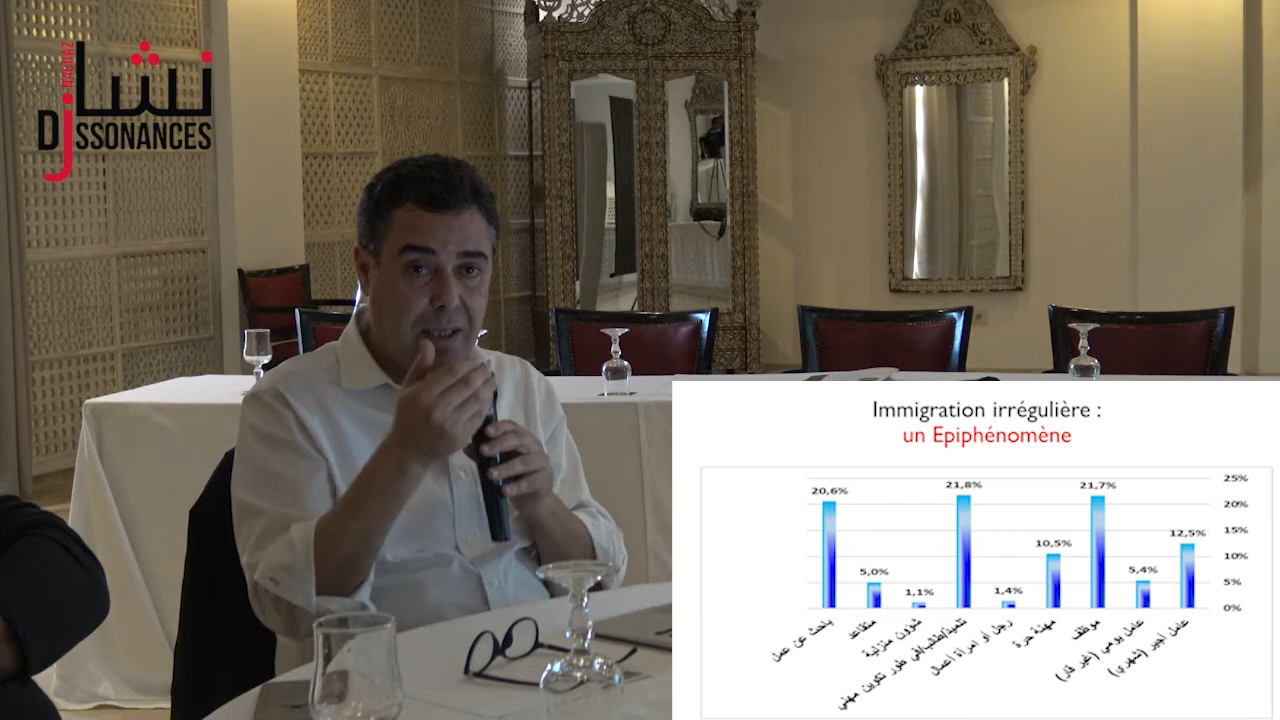 نشاز
NACHAZ
DISSONANCES
Immigration irrégulière :
un Epiphénomène
25%
20%
15%
10%
5%
0%
20,6%
5,0%
1,1%
21,8%
1,4%
10,5%
21,7%
5,4%
12,5%
باحث عن عمل
متقاعد
شؤون منزلية
تلميذ/طالب/في طور تكوين مهني
رجل أو امرأة أعمال
مهنة حرة
موظف
عامل يومي (غير قار)
عامل أجير (شهري)